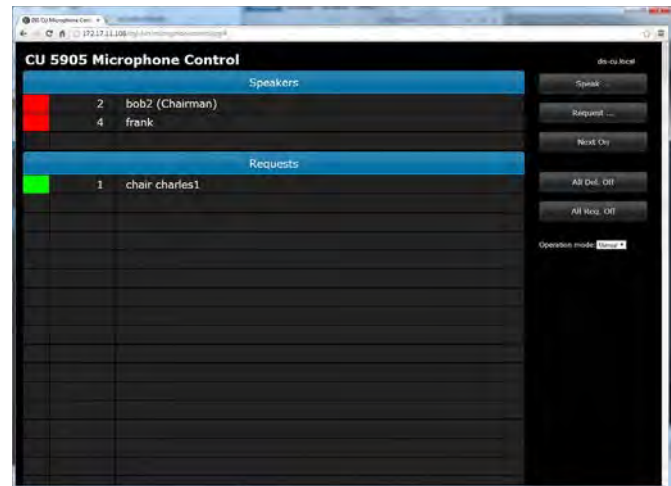 CU 5905 Microphone Control
dis-cu.local
Speakers
2 bob2 (Chairman)
4 frank
Requests
1 chair charles1
Speak ...
Request ...
Next On
All Del. Off
All Req. Off
Operation mode: Manual